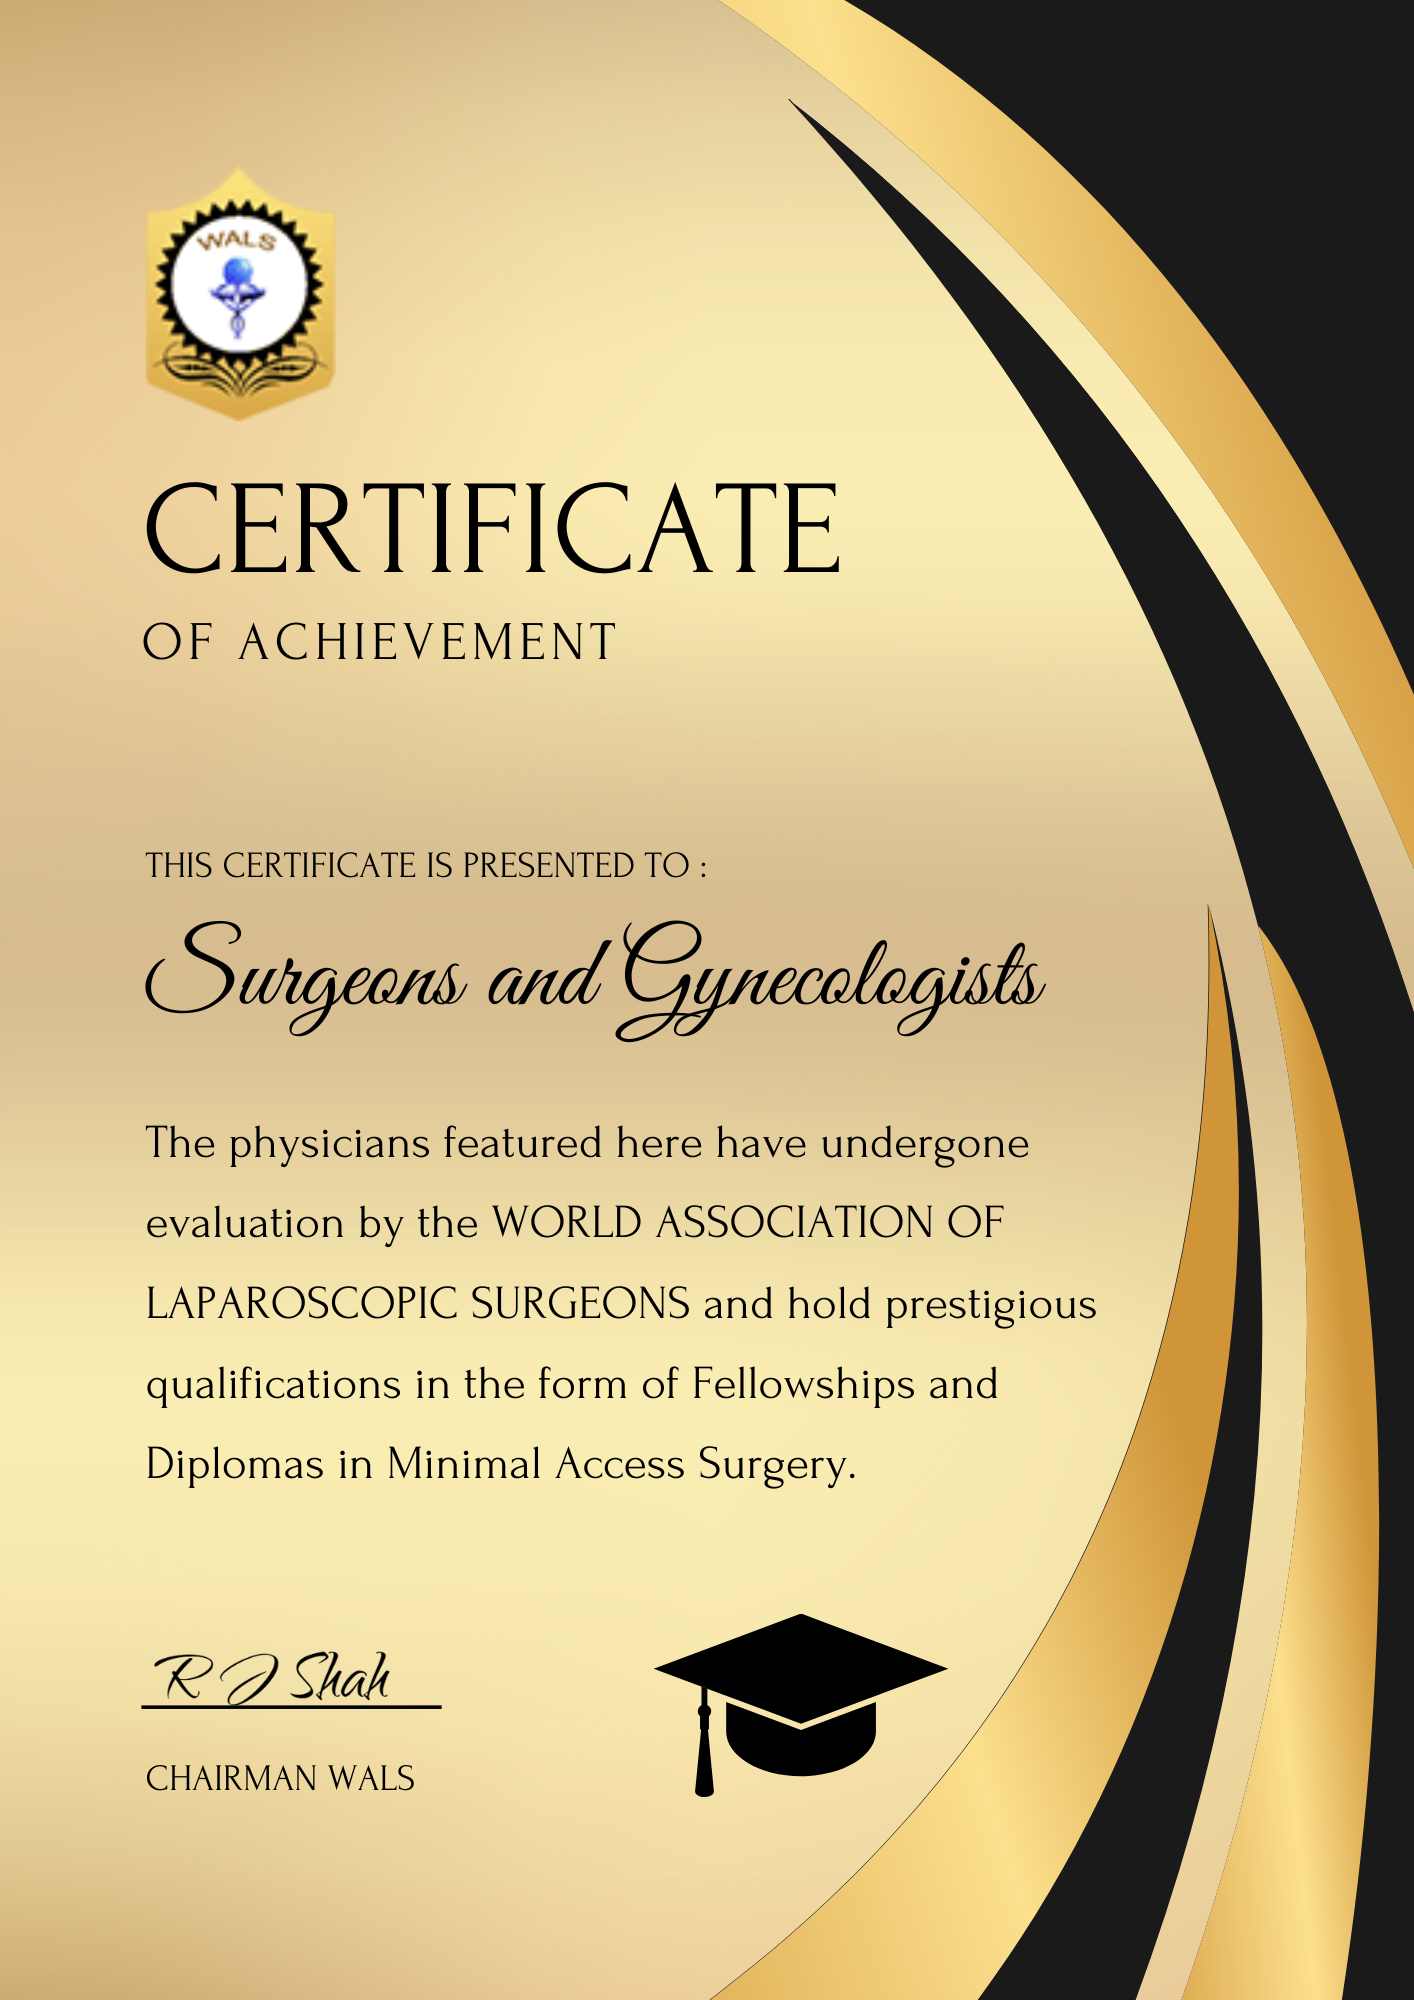 WALS
CERTIFICATE
OF ACHIEVEMENT
THIS CERTIFICATE IS PRESENTED TO :
Surgeons and Gynecologists
The physicians featured here have undergone
evaluation by the WORLD ASSOCIATION OF
LAPAROSCOPIC SURGEONS and hold prestigious
qualifications in the form of Fellowships and
Diplomas in Minimal Access Surgery.
R J Shah
CHAIRMAN WALS